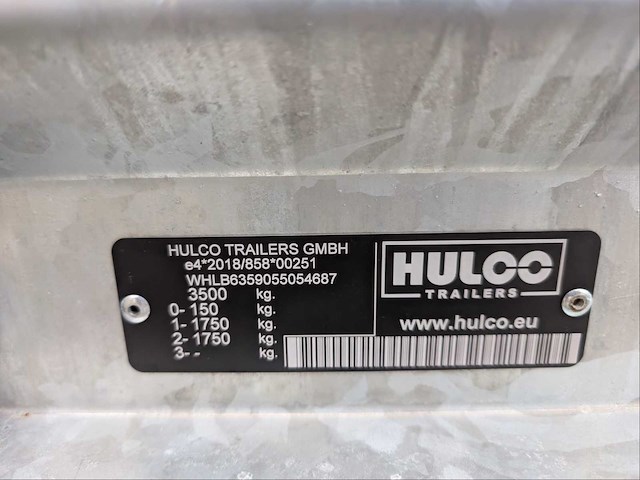 HULCO TRAILERS GMBH
e4*2018/858*00251
WHLB6359055054687
3500 kg.
0- 150 kg.
1- 1750 kg.
2- 1750 kg.
3- - kg.
HULCO
TRAILERS
www.hulco.eu